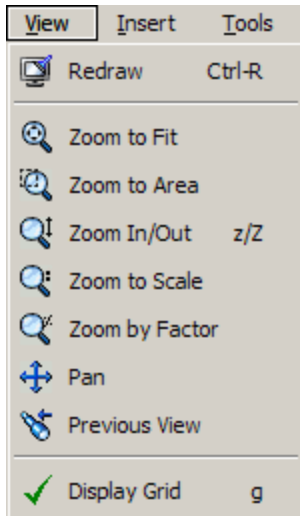 View Insert Tools
Redraw Ctrl-R
Zoom to Fit
Zoom to Area
Zoom In/Out z/Z
Zoom to Scale
Zoom by Factor
Pan
Previous View
Display Grid g